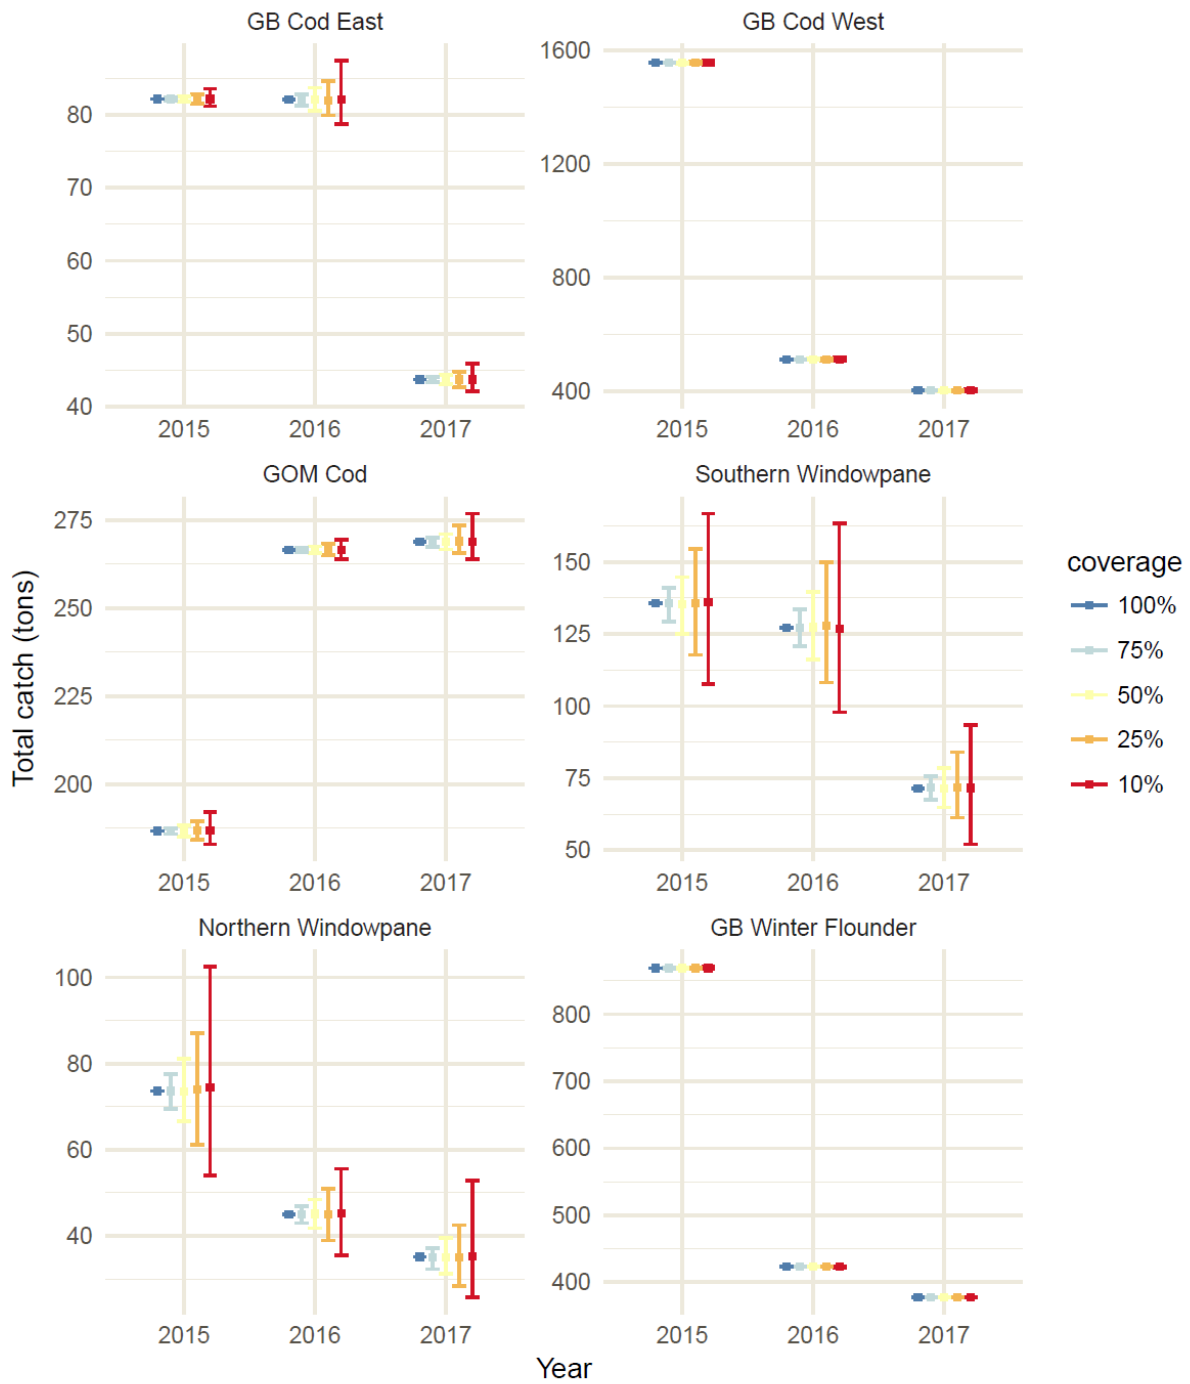 GB Cod East
GB Cod West
80
70
60
50
40
2015 2016 2017
1600
1200
800
400
2015 2016 2017
GOM Cod
Southern Windowpane
275
250
225
200
2015 2016 2017
150
125
100
75
50
2015 2016 2017
Total catch (tons)
coverage
100%
75%
50%
25%
10%
Northern Windowpane
GB Winter Flounder
100
80
60
40
2015 2016 2017
800
700
600
500
400
2015 2016 2017
Year